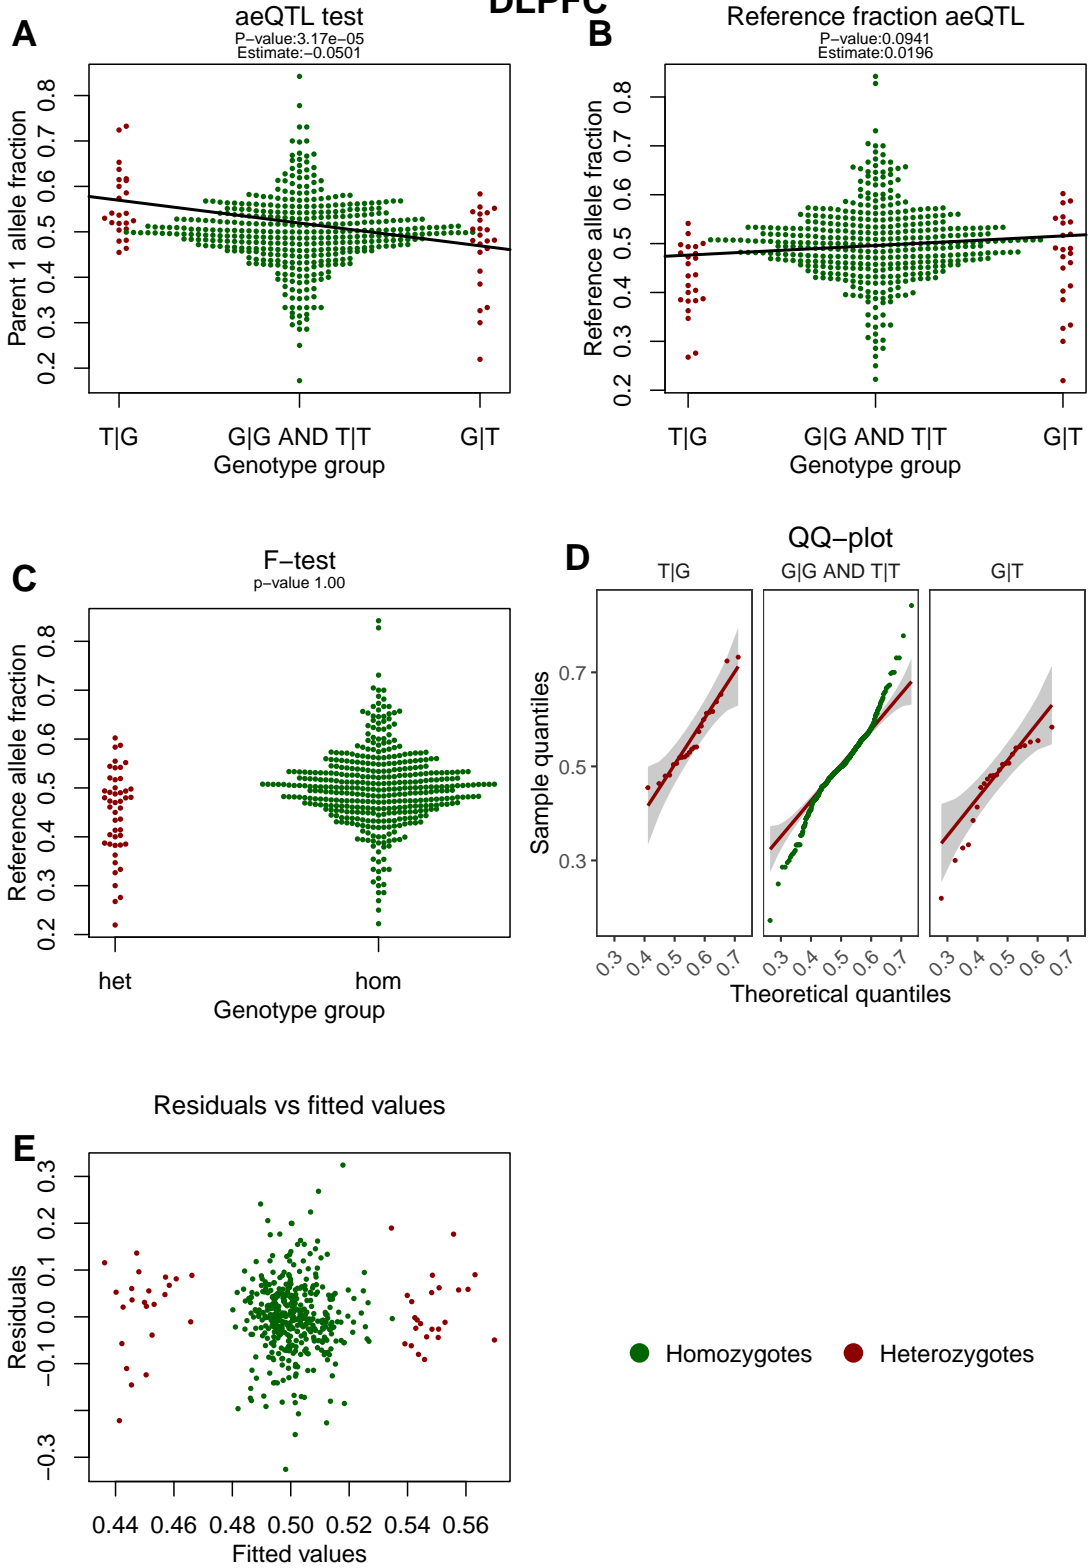 DLPFC
A
aeQTL test
P−value:3.17e−05
Estimate:−0.0501
Parent 1 allele fraction
0.8
0.7
0.6
0.5
0.4
0.3
0.2
T|G
G|G AND T|T
G|T
Genotype group
B
Reference fraction aeQTL
P−value:0.0941
Estimate:0.0196
Reference allele fraction
0.8
0.7
0.6
0.5
0.4
0.3
0.2
T|G
G|G AND T|T
G|T
Genotype group
C
F−test
p−value 1.00
Reference allele fraction
0.8
0.7
0.6
0.5
0.4
0.3
0.2
het
hom
Genotype group
D
QQ−plot
T|G
G|G AND T|T
G|T
Sample quantiles
0.7
0.5
0.3
0.3 0.4 0.5 0.6 0.7
0.3 0.4 0.5 0.6 0.7
0.3 0.4 0.5 0.6 0.7
Theoretical quantiles
Residuals vs fitted values
E
Residuals
0.3
0.2
0.1
0.0
−0.1
−0.3
0.44 0.46 0.48 0.50 0.52 0.54 0.56
Fitted values
Homozygotes
Heterozygotes